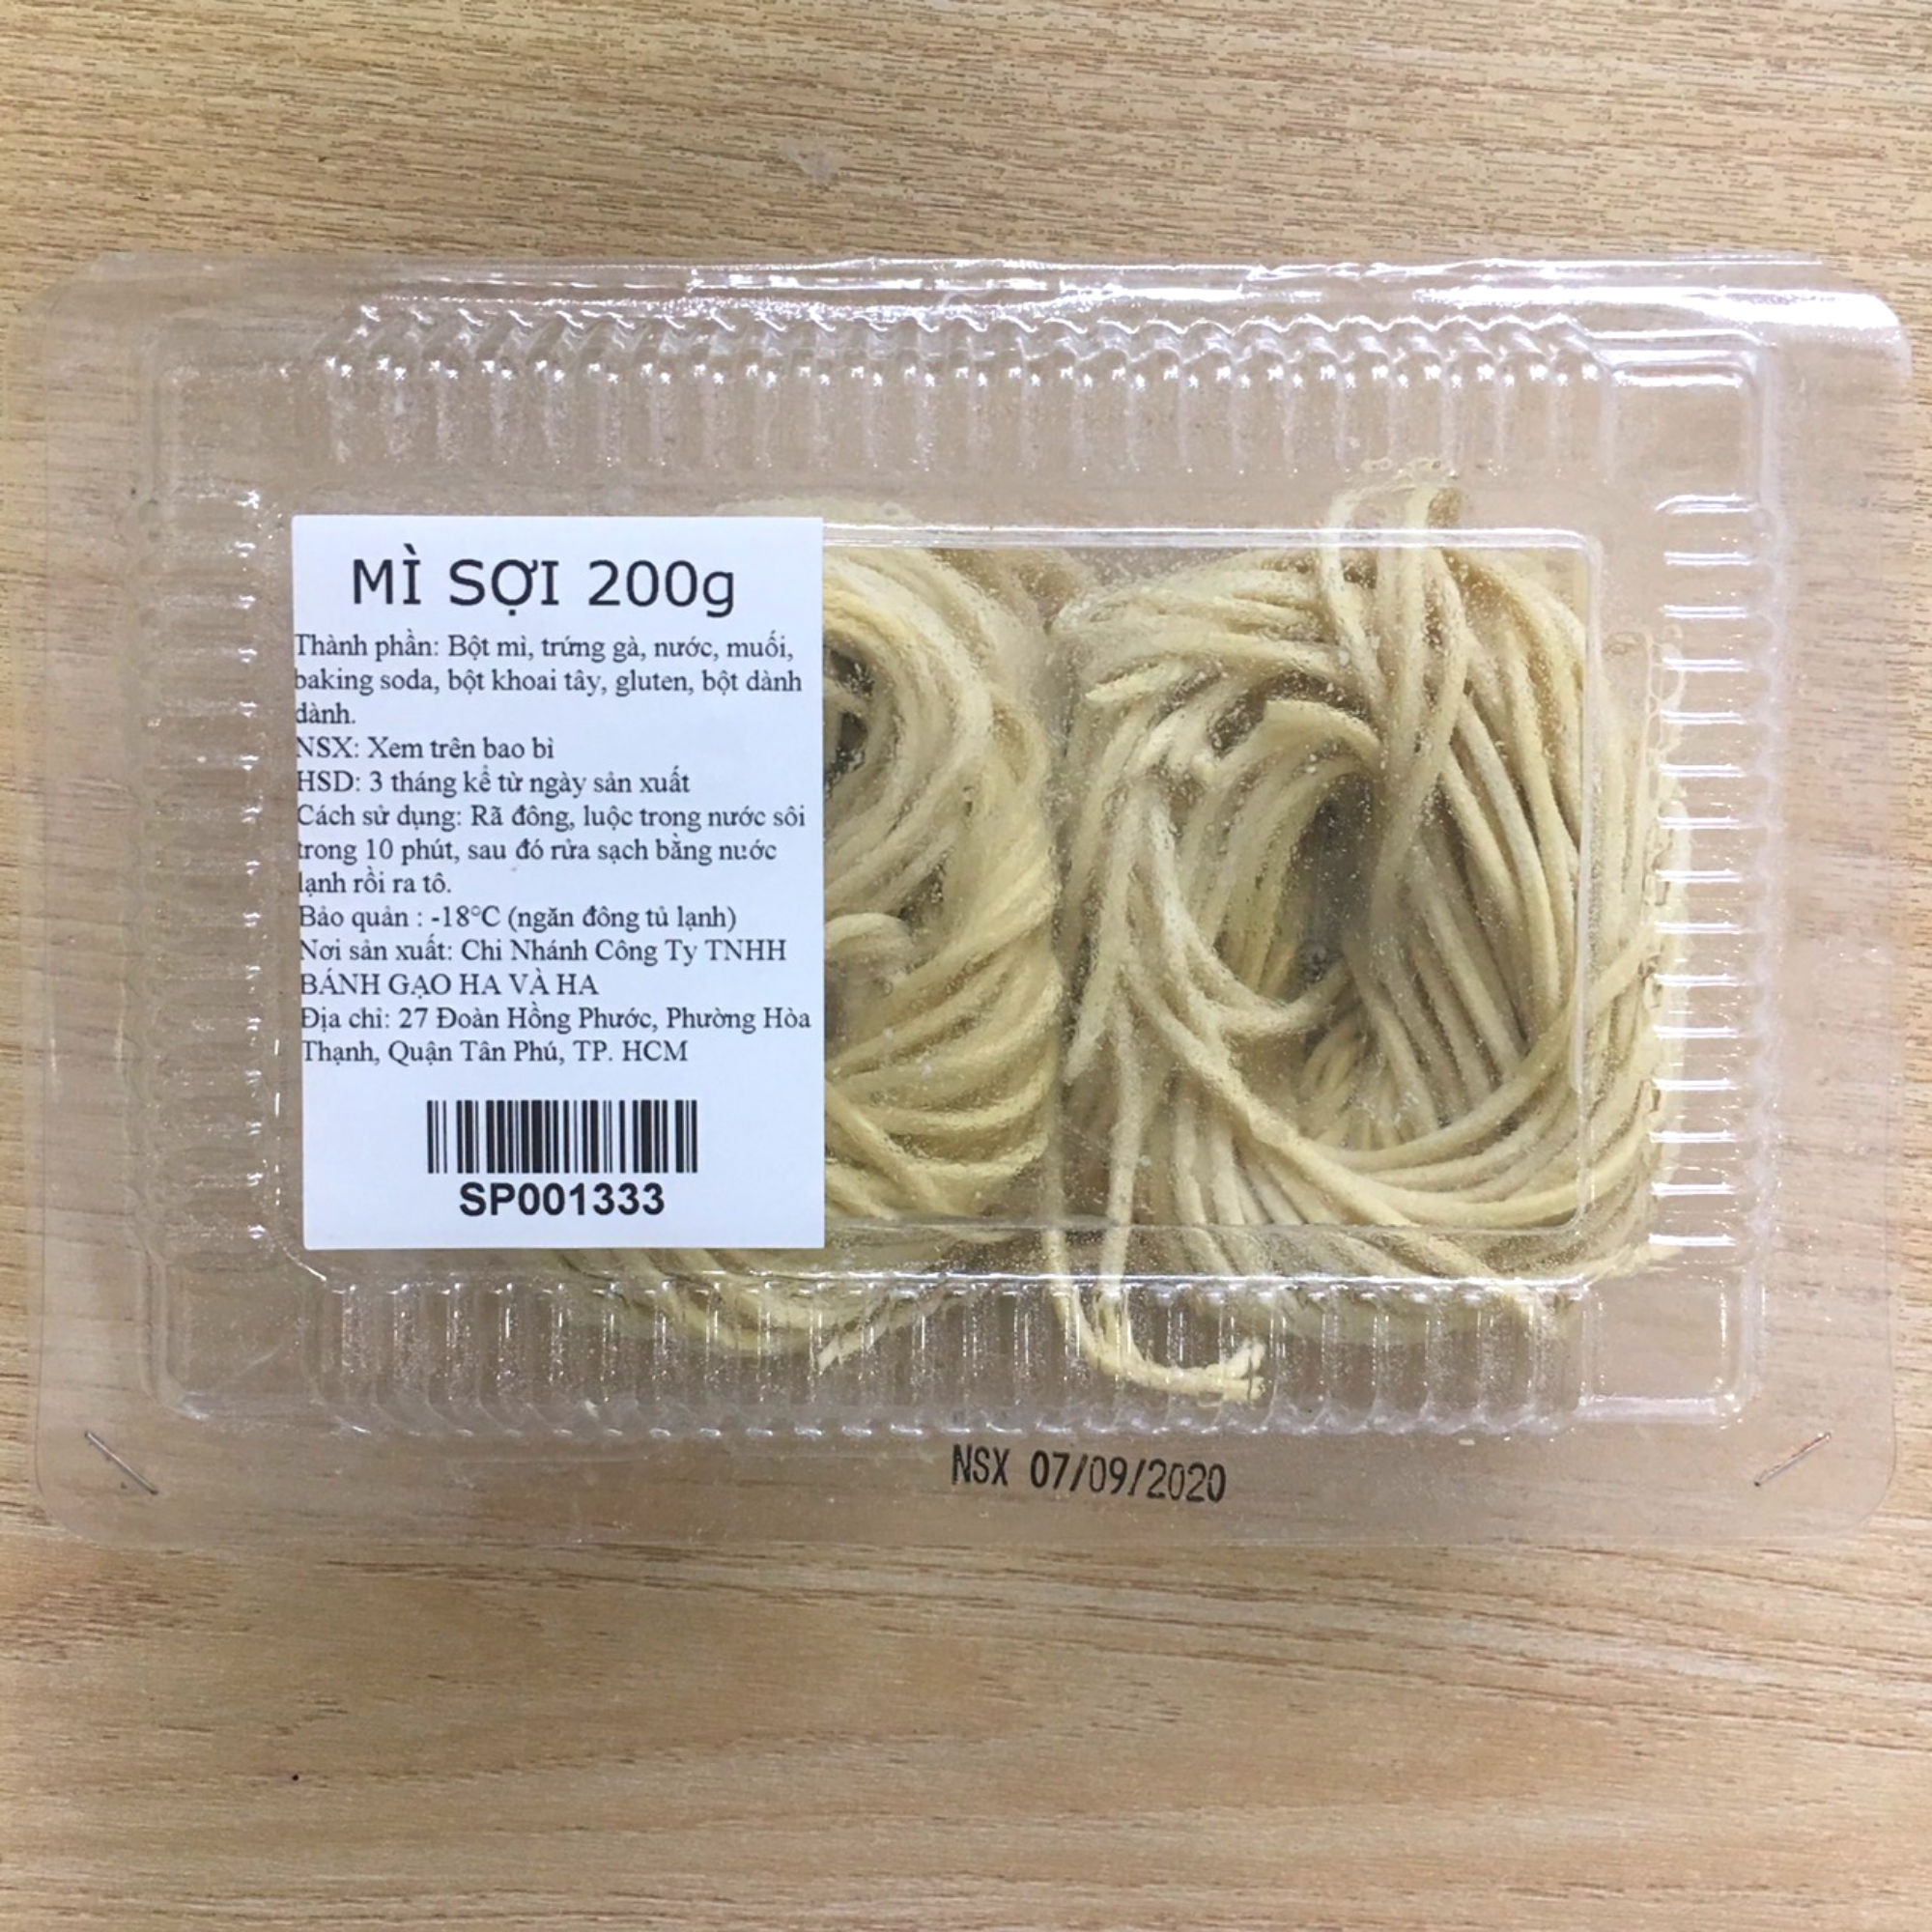 MÌ SỢI 200g
Thành phần: Bột mì, trứng gà, nước, muối,
baking soda, bột khoai tây, gluten, bột dành
dành.
NSX: Xem trên bao bì
HSD: 3 tháng kể từ ngày sản xuất
Cách sử dụng: Rã đông, luộc trong nước sôi
trong 10 phút, sau đó rửa sạch bằng nước
lạnh rồi ra tô.
Bảo quản : -18°C (ngăn đông tủ lạnh)
Nơi sản xuất: Chi Nhánh Công Ty TNHH
BÁNH GẠO HA VÀ HA
Địa chỉ: 27 Đoàn Hồng Phước, Phường Hòa
Thạnh, Quận Tân Phú, TP. HCM
SP001333
NSX 07/09/2020